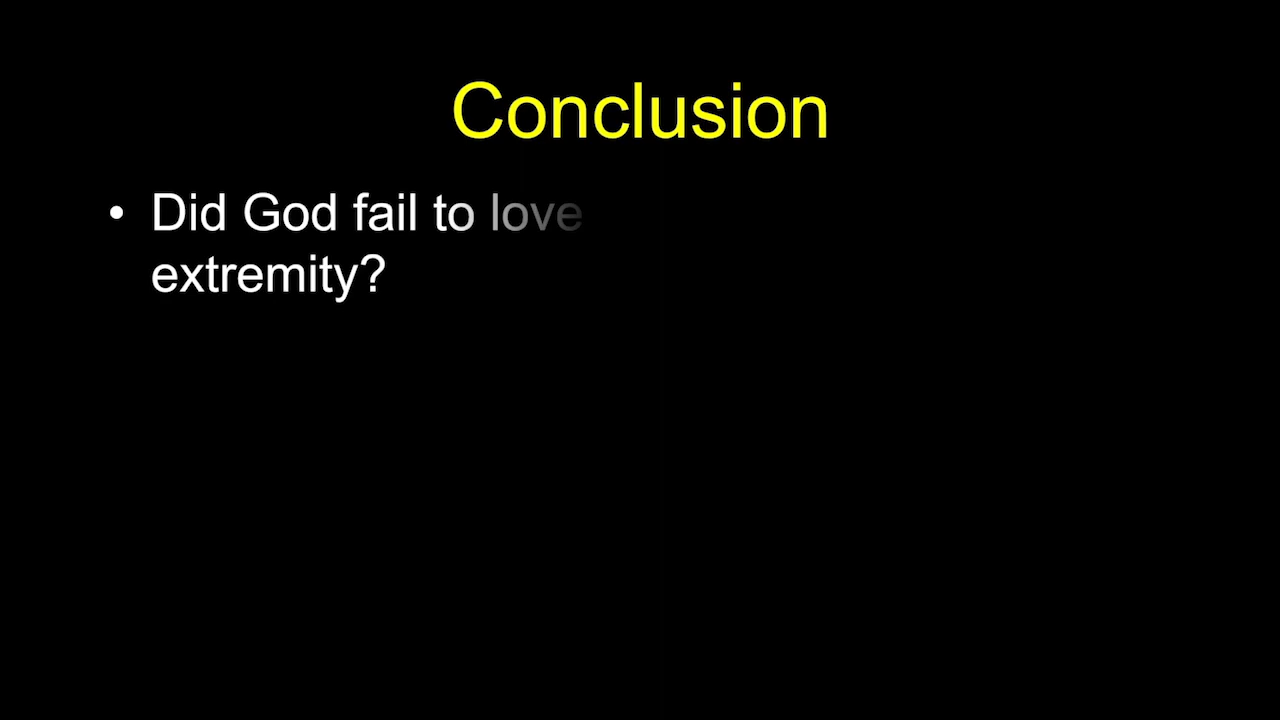 Conclusion
• Did God fail to love
extremity?